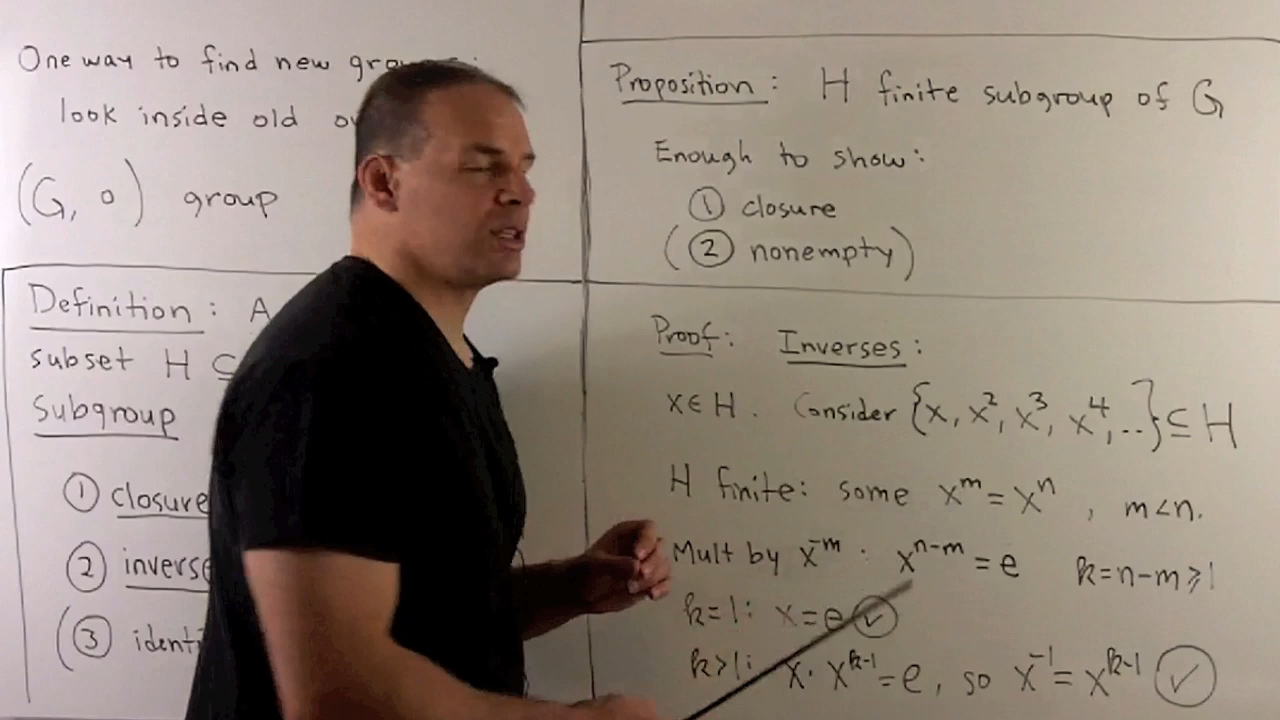 One way to find new
look inside old
(G, ∘) group
Definition: A
subset H ⊆
subgroup
① closure
② inverse
(③ identi
Proposition: H finite subgroup of G
Enough to show:
① closure
(② nonempty)
Proof: Inverses:
x∈H. Consider {x, x², x³, x⁴,..}⊆H
H finite: some xᵐ=xⁿ, m<n.
Mult by x⁻ᵐ: xⁿ⁻ᵐ=e k=n-m≥1
k=1: x=e ✓
k>1: x·xᵏ⁻¹=e, so x⁻¹=xᵏ⁻¹ ✓